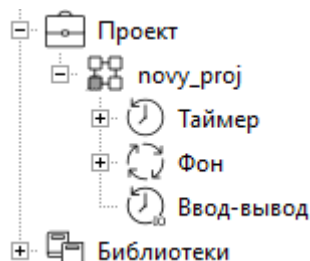 Проект
novy_proj
Таймер
Фон
Ввод-вывод
Библиотеки